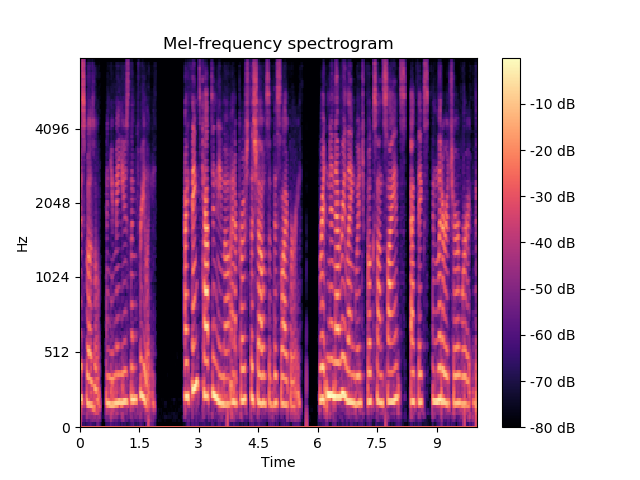 Mel-frequency spectrogram
Hz
4096
2048
1024
512
0
0 1.5 3 4.5 6 7.5 9
Time
-10 dB
-20 dB
-30 dB
-40 dB
-50 dB
-60 dB
-70 dB
-80 dB